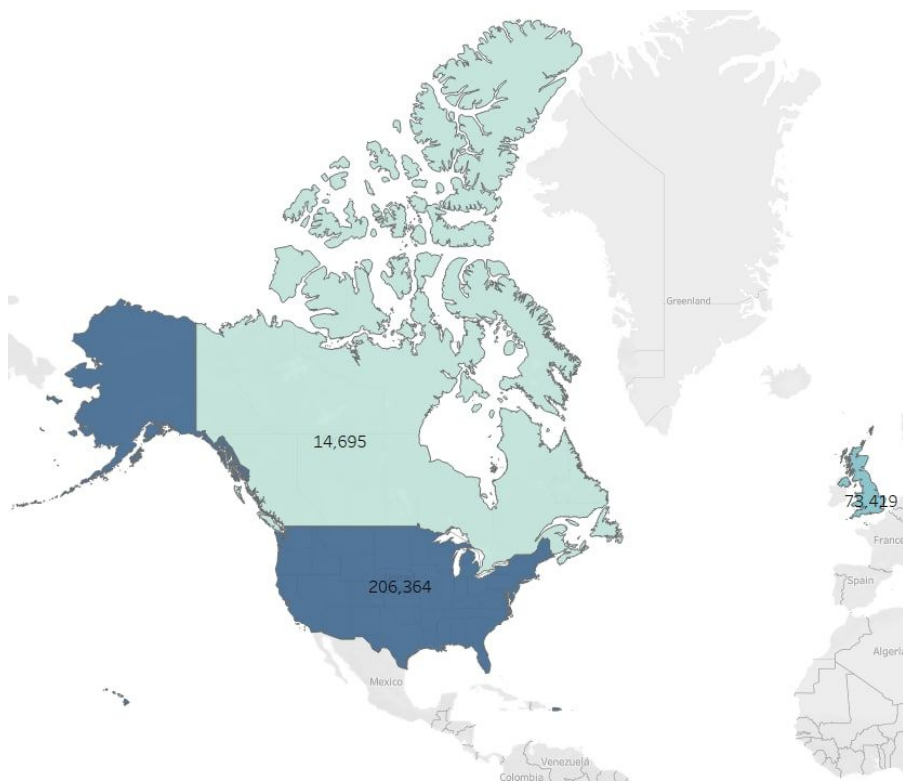 Greenland
14,695
73,419
France
206,364
Spain
Algeria
Mexico
Venezuela
Colombia